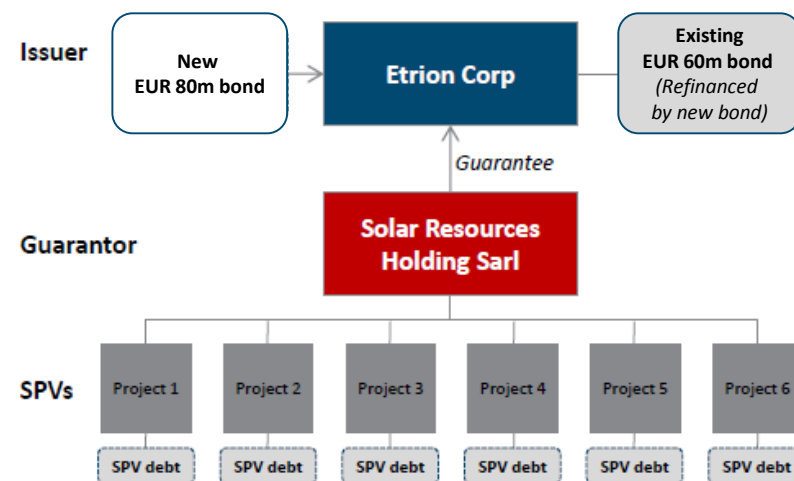 Issuer
New
EUR 80m bond
Etrion Corp
Existing
EUR 60m bond
(Refinanced
by new bond)
Guarantee
Guarantor
Solar Resources
Holding Sarl
SPVs
Project 1
Project 2
Project 3
Project 4
Project 5
Project 6
SPV debt
SPV debt
SPV debt
SPV debt
SPV debt
SPV debt